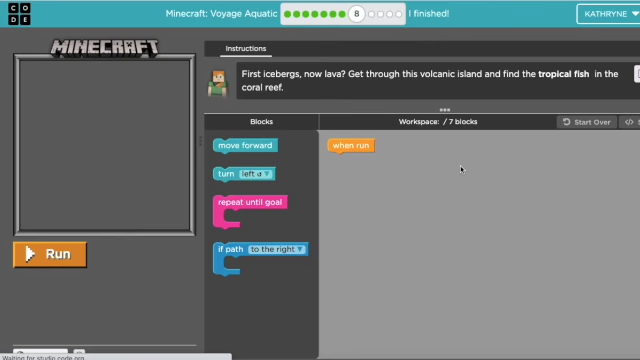 C O
D E
Minecraft: Voyage Aquatic
8
I finished!
KATHRYNE
MINECRAFT
Instructions
First icebergs, now lava? Get through this volcanic island and find the tropical fish in the
coral reef.
Blocks
Workspace: / 7 blocks
Start Over
</>
move forward
when run
turn left
repeat until goal
if path to the right
Run
Waiting for studio.code.org